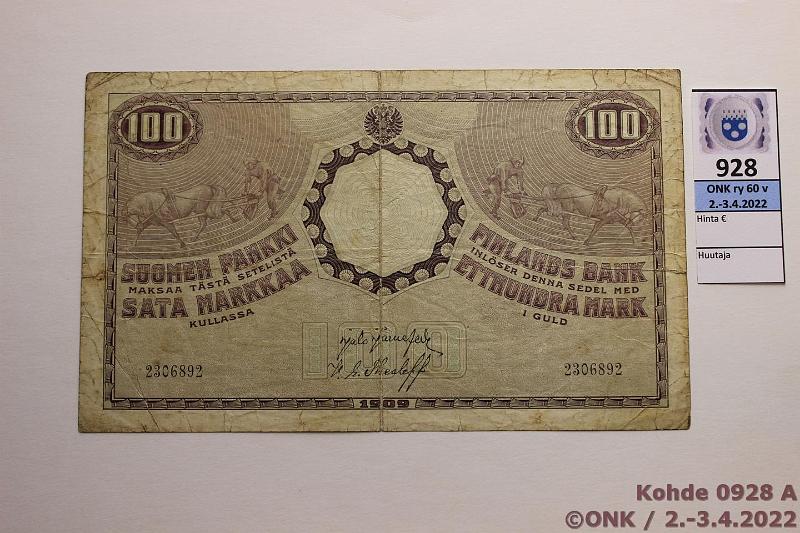 100
100
SUOMEN PANKKI
MAKSAA TÄSTÄ SETELISTÄ
SATA MARKKAA
KULLASSA
FINLANDS BANK
INLÖSER DENNA SEDEL MED
ETTHUNDRA MARK
I GULD
100
2306892
2306892
1909
928
ONK ry 60 v
2.-3.4.2022
Hinta €
Huutaja
Kohde 0928 A
©ONK / 2.-3.4.2022